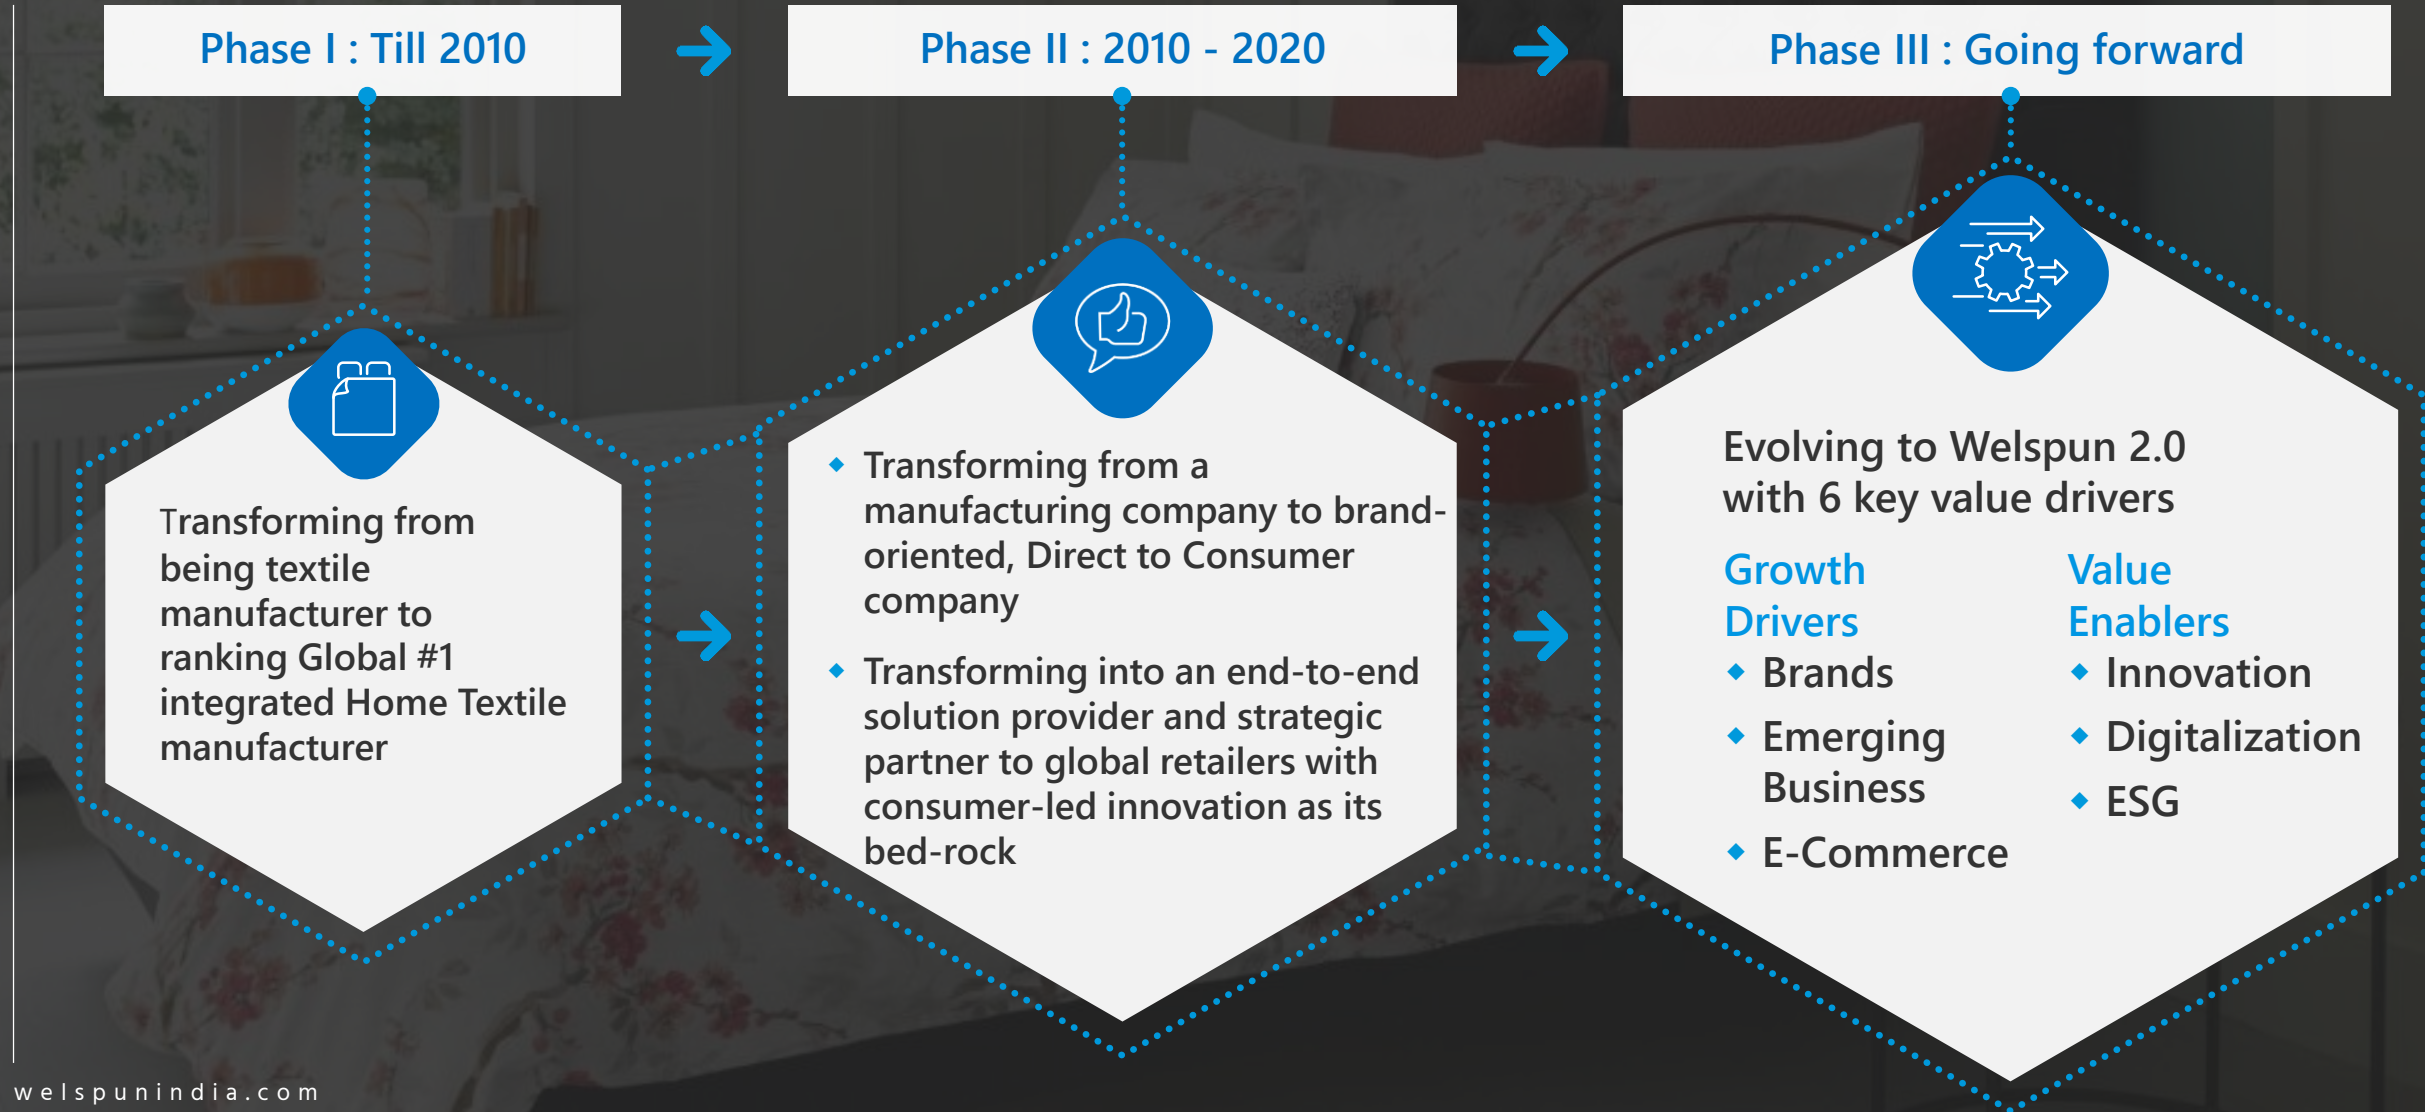 Phase I : Till 2010
Phase II : 2010 - 2020
Phase III : Going forward
Transforming from
being textile
manufacturer to
ranking Global #1
integrated Home Textile
manufacturer
Transforming from a
manufacturing company to brand-
oriented, Direct to Consumer
company
Transforming into an end-to-end
solution provider and strategic
partner to global retailers with
consumer-led innovation as its
bed-rock
Evolving to Welspun 2.0
with 6 key value drivers
Growth
Drivers
Brands
Emerging
Business
E-Commerce
Value
Enablers
Innovation
Digitalization
ESG
welspunindia.com